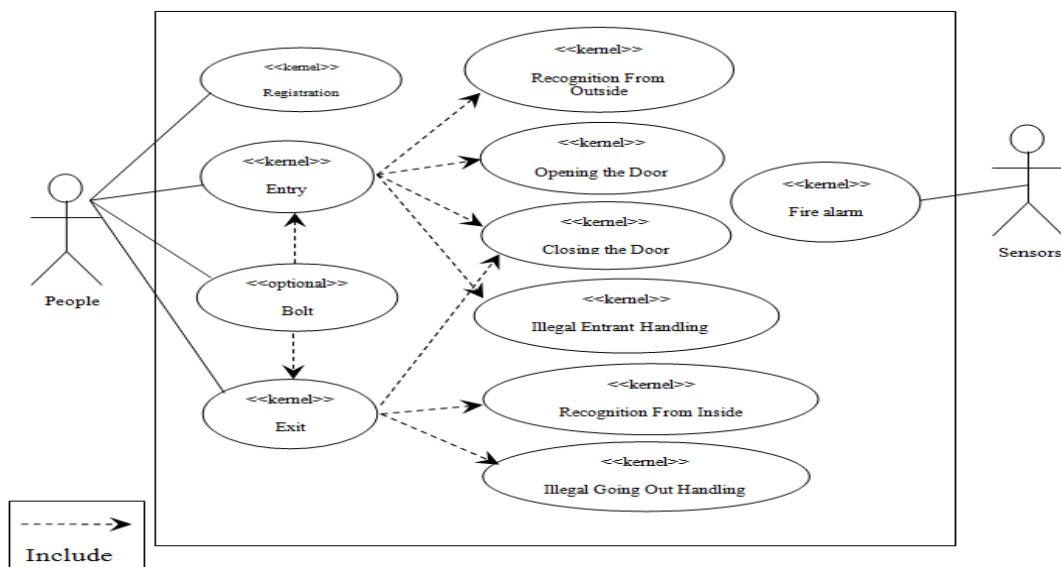 <<kernel>>
Registration
<<kernel>>
Entry
<<optional>>
Bolt
<<kernel>>
Exit
<<kernel>>
Recognition From
Outside
<<kernel>>
Opening the Door
<<kernel>>
Closing the Door
<<kernel>>
Illegal Entrant Handling
<<kernel>>
Recognition From Inside
<<kernel>>
Illegal Going Out Handling
<<kernel>>
Fire alarm
People
Sensors
Include